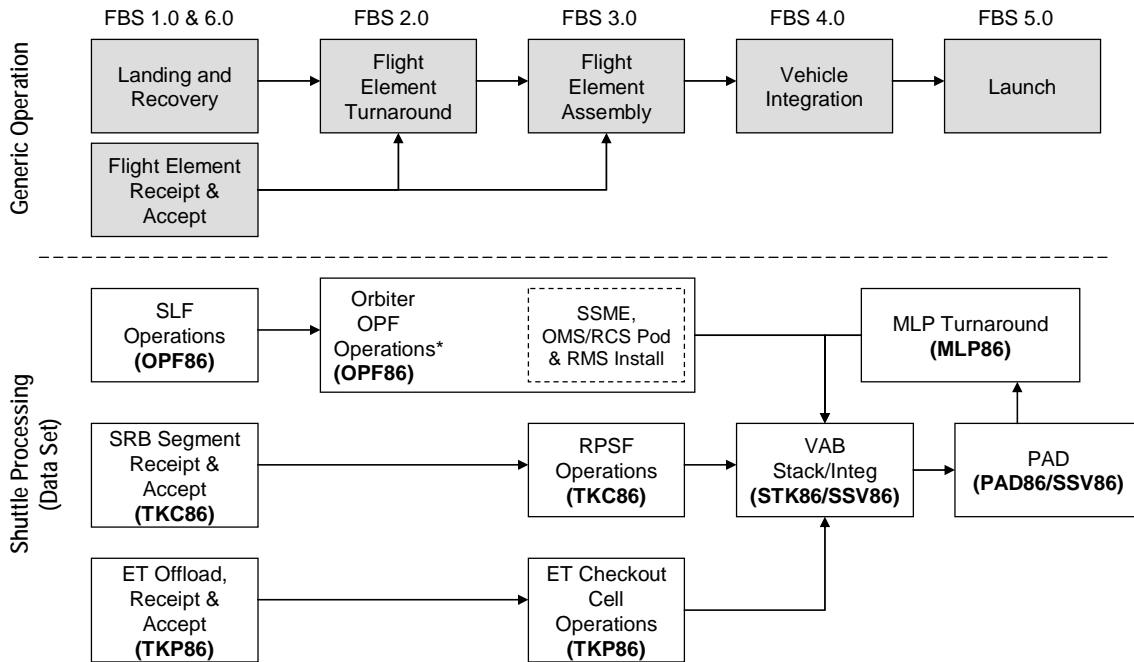 FBS 1.0 & 6.0
FBS 2.0
FBS 3.0
FBS 4.0
FBS 5.0
Generic Operation
Landing and
Recovery
Flight
Element
Turnaround
Flight
Element
Assembly
Vehicle
Integration
Launch
Flight Element
Receipt &
Accept
Shuttle Processing
(Data Set)
SLF
Operations
(OPF86)
Orbiter
OPF
Operations*
(OPF86)
SSME,
OMS/RCS Pod
& RMS Install
MLP Turnaround
(MLP86)
SRB Segment
Receipt &
Accept
(TKC86)
RPSF
Operations
(TKC86)
VAB
Stack/Integ
(STK86/SSV86)
PAD
(PAD86/SSV86)
ET Offload,
Receipt &
Accept
(TKP86)
ET Checkout
Cell
Operations
(TKP86)